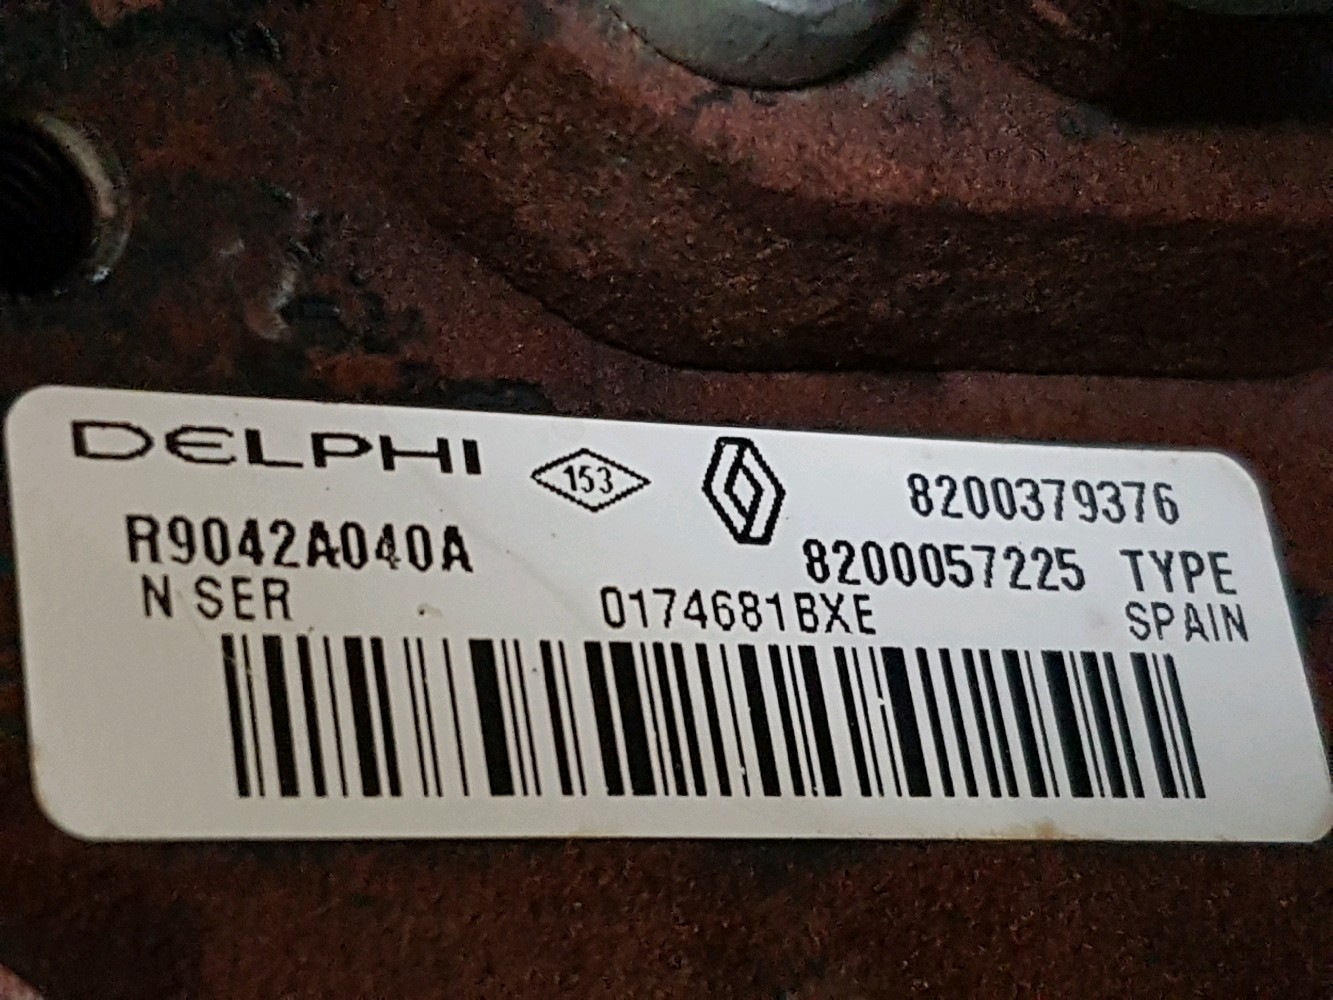 DELPHI 153 8200379376
R9042A040A 8200057225 TYPE
N SER 0174681BXE SPAIN